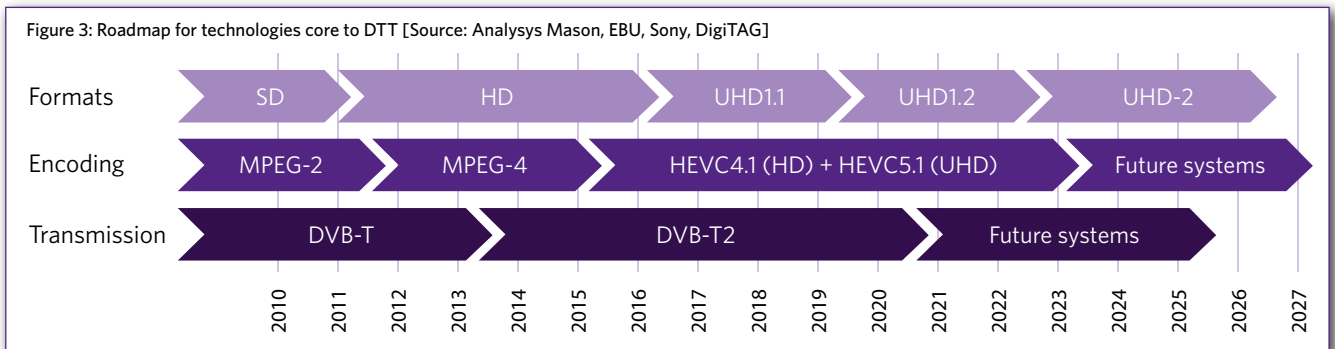 Figure 3: Roadmap for technologies core to DTT [Source: Analysys Mason, EBU, Sony, DigiTAG]
Formats SD HD UHD1.1 UHD1.2 UHD-2
Encoding MPEG-2 MPEG-4 HEVC4.1 (HD) + HEVC5.1 (UHD) Future systems
Transmission DVB-T DVB-T2 Future systems
2010 2011 2012 2013 2014 2015 2016 2017 2018 2019 2020 2021 2022 2023 2024 2025 2026 2027